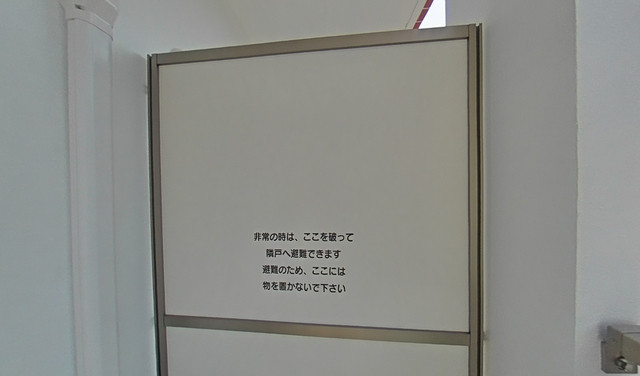 非常の時は、ここを破って
隣戸へ避難できます
避難のため、ここには
物を置かないで下さい